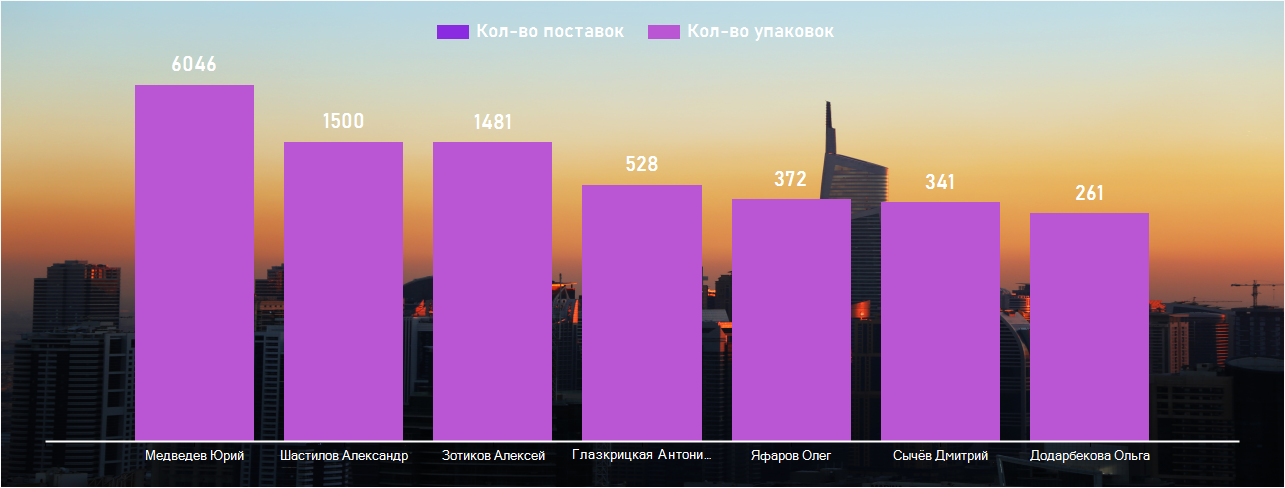 Кол-во поставок Кол-во упаковок
6046
1500
1481
528
372
341
261
Медведев Юрий
Шастилов Александр
Зотиков Алексей
Глазкрицкая Антони...
Яфаров Олег
Сычёв Дмитрий
Додарбекова Ольга